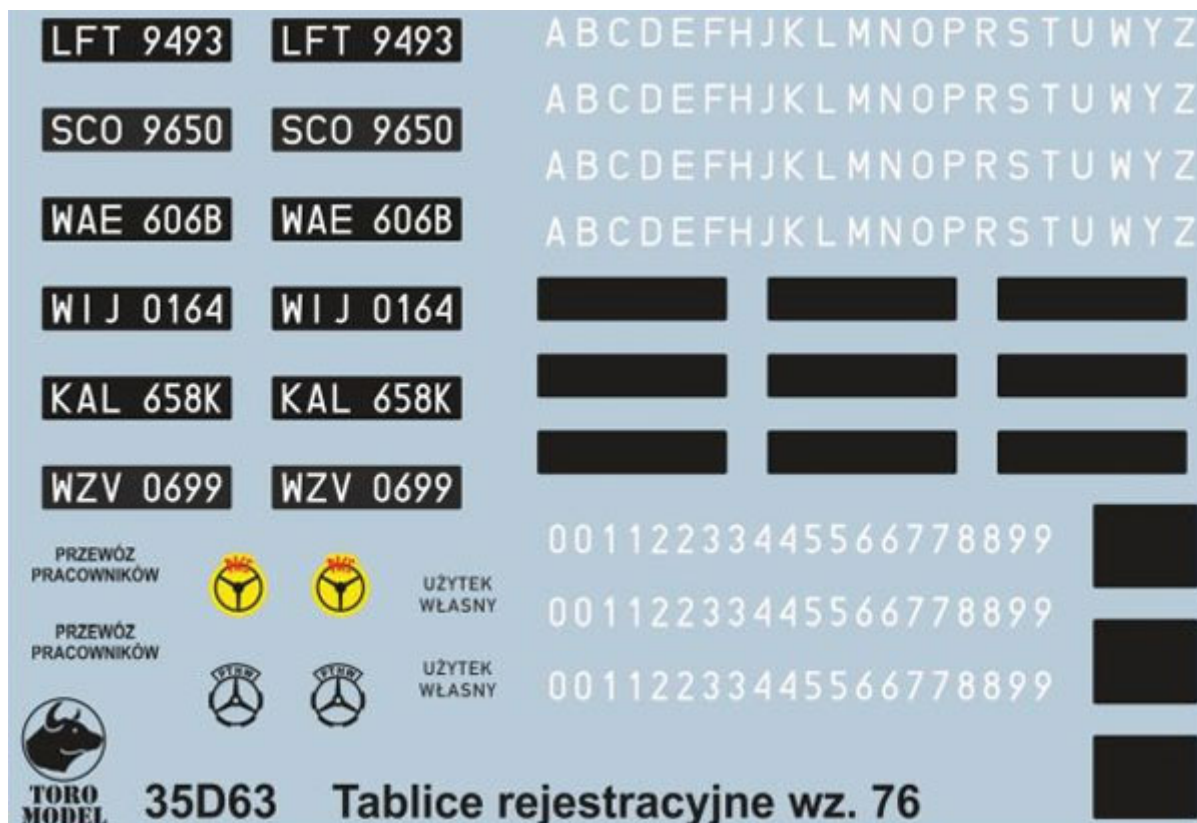 LFT 9493 LFT 9493
SCO 9650 SCO 9650
WAE 606B WAE 606B
WIJ 0164 WIJ 0164
KAL 658K KAL 658K
WZV 0699 WZV 0699
ABCDEFHJKLMNOPRSTUWYZ
ABCDEFHJKLMNOPRSTUWYZ
ABCDEFHJKLMNOPRSTUWYZ
ABCDEFHJKLMNOPRSTUWYZ
00112233445566778899
00112233445566778899
00112233445566778899
PRZEWÓZ
PRACOWNIKÓW
PRZEWÓZ
PRACOWNIKÓW
UŻYTEK
WŁASNY
UŻYTEK
WŁASNY
PTHW PTHW
TORO
MODEL
35D63 Tablice rejestracyjne wz. 76